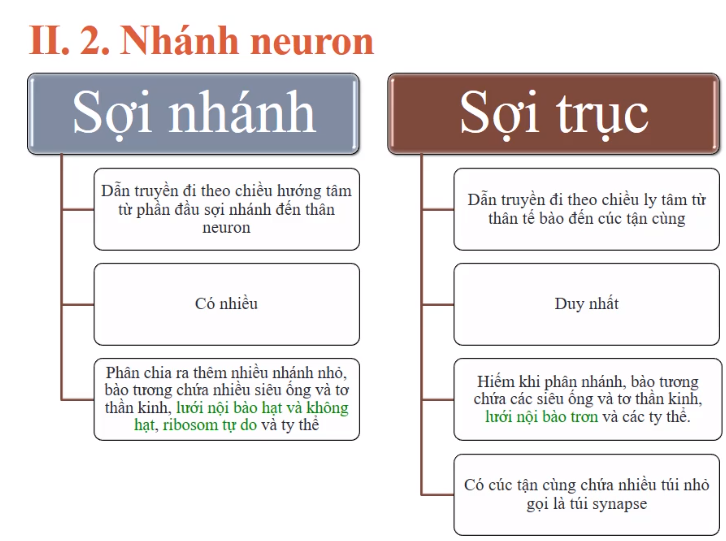 II. 2. Nhánh neuron
Sợi nhánh
Dẫn truyền đi theo chiều hướng tâm
từ phần đầu sợi nhánh đến thân
neuron
Có nhiều
Phân chia ra thêm nhiều nhánh nhỏ,
bào tương chứa nhiều siêu ống và tơ
thần kinh, lưới nội bào hạt và không
hạt, ribosom tự do và ty thể
Sợi trục
Dẫn truyền đi theo chiều ly tâm từ
thân tế bào đến cúc tận cùng
Duy nhất
Hiếm khi phân nhánh, bào tương
chứa các siêu ống và tơ thần kinh,
lưới nội bào trơn và các ty thể.
Có cúc tận cùng chứa nhiều túi nhỏ
gọi là túi synapse